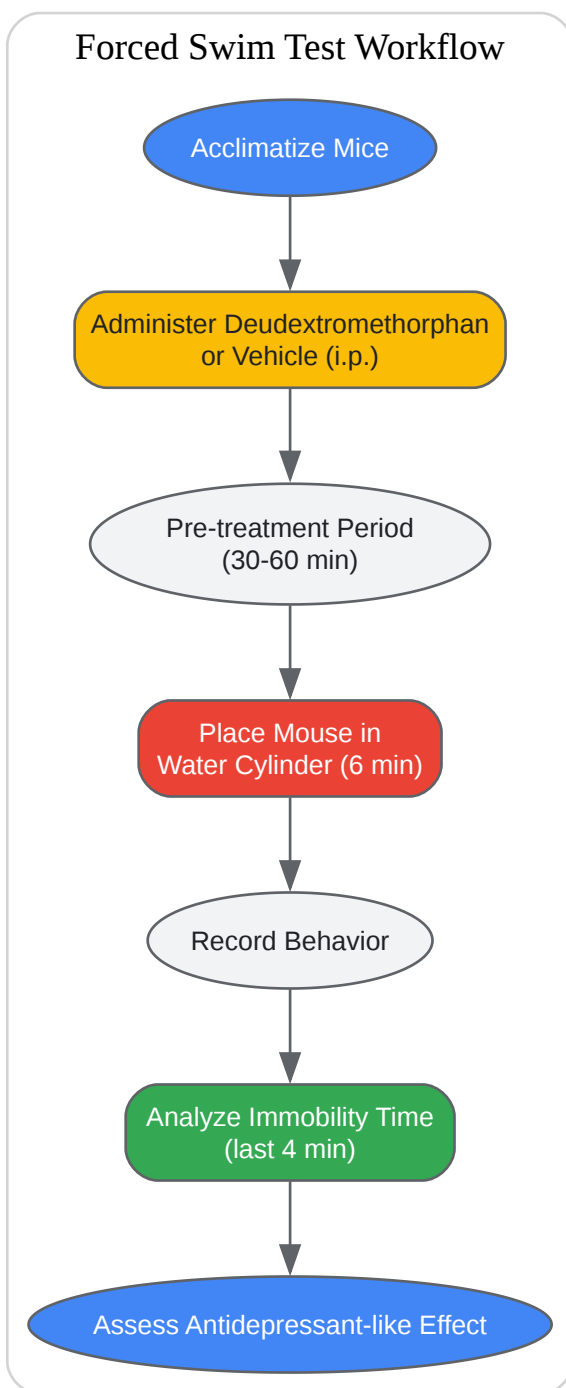 Forced Swim Test Workflow
Acclimatize Mice
Administer Deudextromethorphan
or Vehicle (i.p.)
Pre-treatment Period
(30-60 min)
Place Mouse in
Water Cylinder (6 min)
Record Behavior
Analyze Immobility Time
(last 4 min)
Assess Antidepressant-like Effect